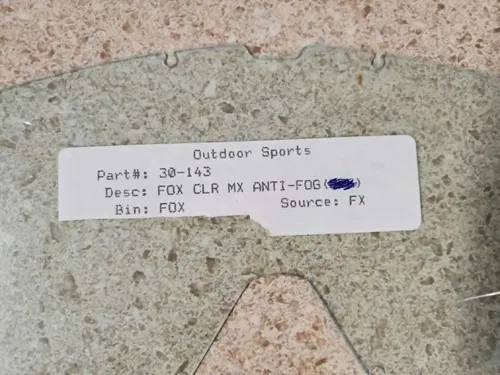 Outdoor Sports
Part#: 30-143
Desc: FOX CLR MX ANTI-FOG( )
Bin: FOX Source: FX